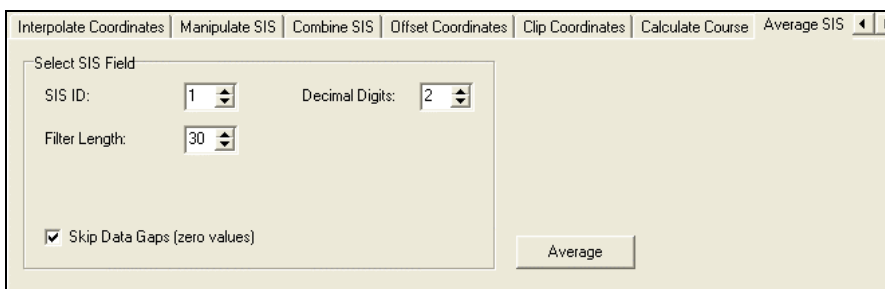 Interpolate Coordinates Manipulate SIS Combine SIS Offset Coordinates Clip Coordinates Calculate Course Average SIS
Select SIS Field
SIS ID: 1 Decimal Digits: 2
Filter Length: 30
Skip Data Gaps (zero values)
Average